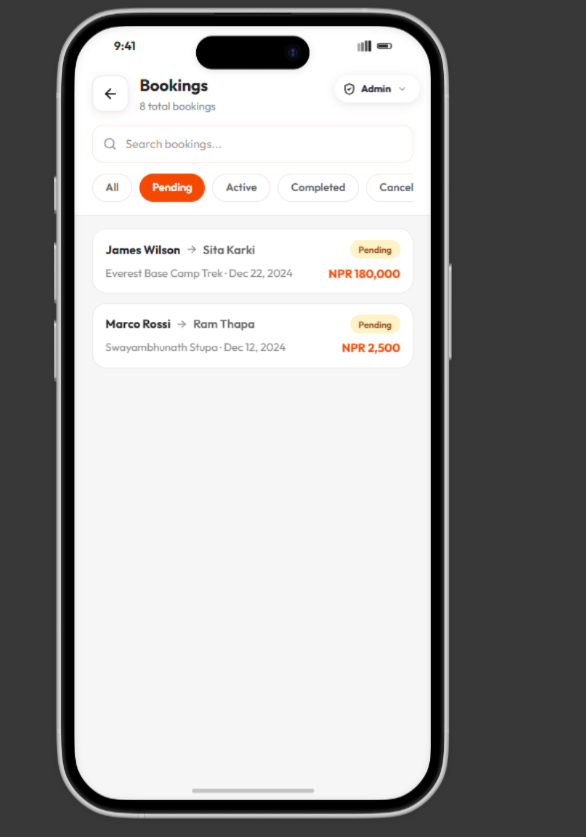 9:41
Bookings
8 total bookings
Admin
Search bookings...
All Pending Active Completed Cancel
James Wilson → Sita Karki Pending
Everest Base Camp Trek · Dec 22, 2024 NPR 180,000
Marco Rossi → Ram Thapa Pending
Swayambhunath Stupa · Dec 12, 2024 NPR 2,500